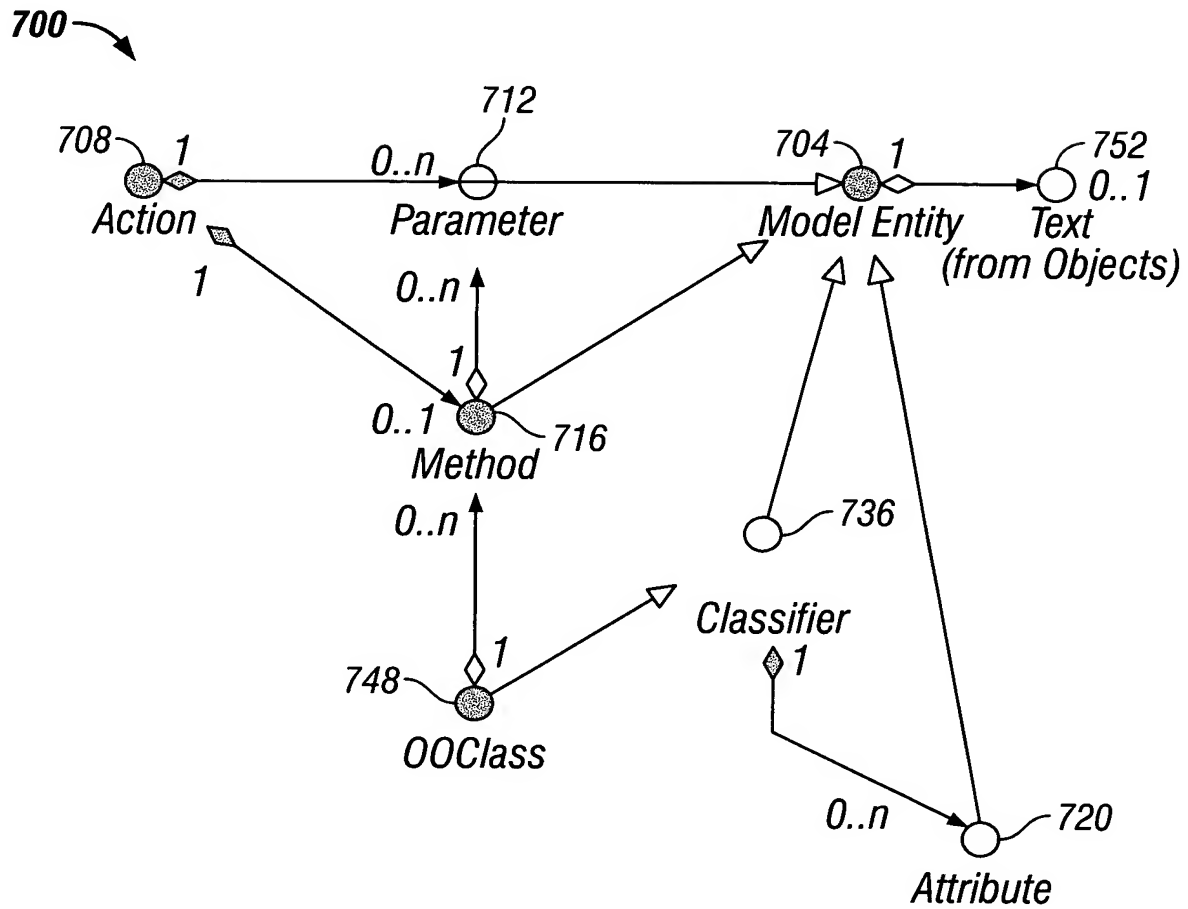 700
712
708
1
0..n
704
1
752
0..1
Action
Parameter
Model Entity
Text
(from Objects)
1
0..n
1
0..1
716
Method
0..n
736
Classifier
1
748
1
OOClass
0..n
720
Attribute